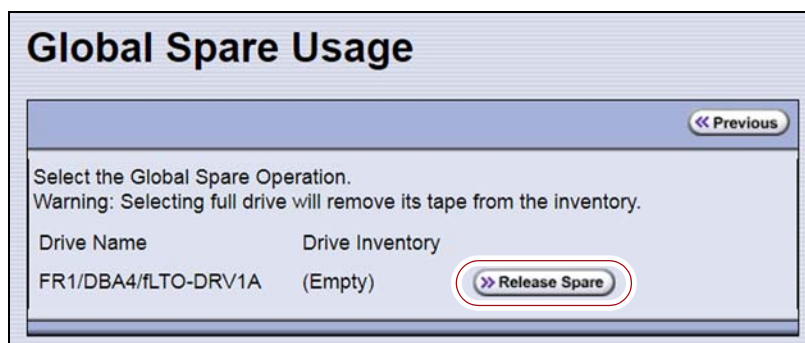 Global Spare Usage
Previous
Select the Global Spare Operation.
Warning: Selecting full drive will remove its tape from the inventory.
Drive Name Drive Inventory
FR1/DBA4/fLTO-DRV1A (Empty) Release Spare